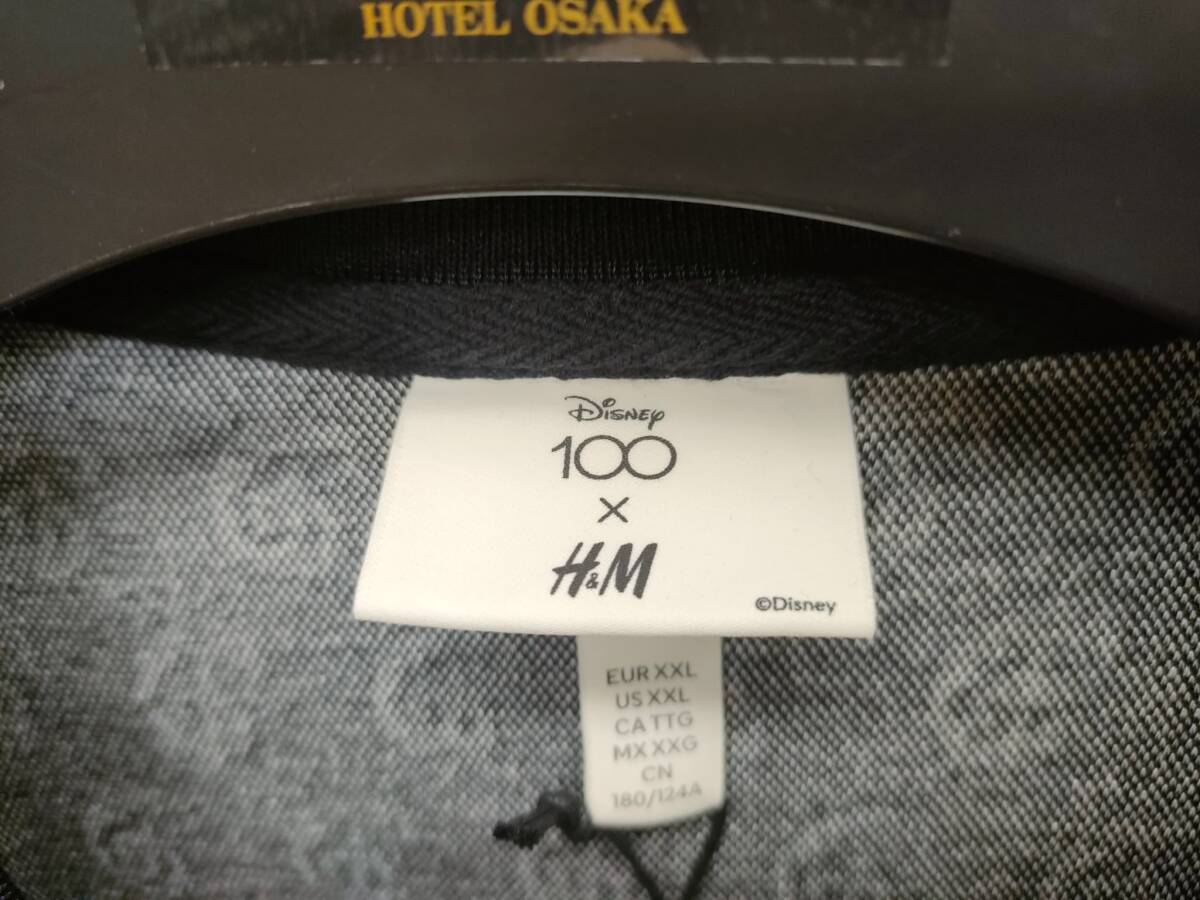 HOTEL OSAKA
Disney
100
×
H&M
©Disney
EUR XXL
US XXL
CA TTG
MX XXG
CN
180/124A